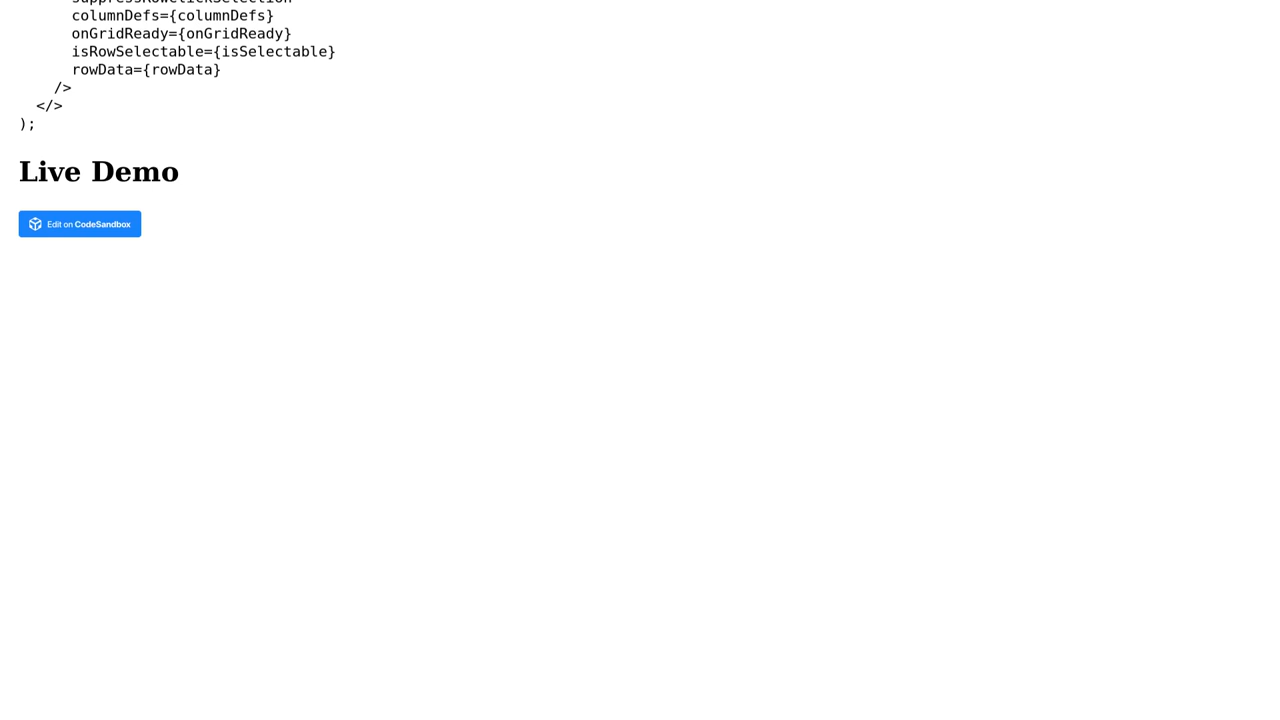 columnDefs={columnDefs}
onGridReady={onGridReady}
isRowSelectable={isSelectable}
rowData={rowData}
/>
</>
);
Live Demo
Edit on CodeSandbox